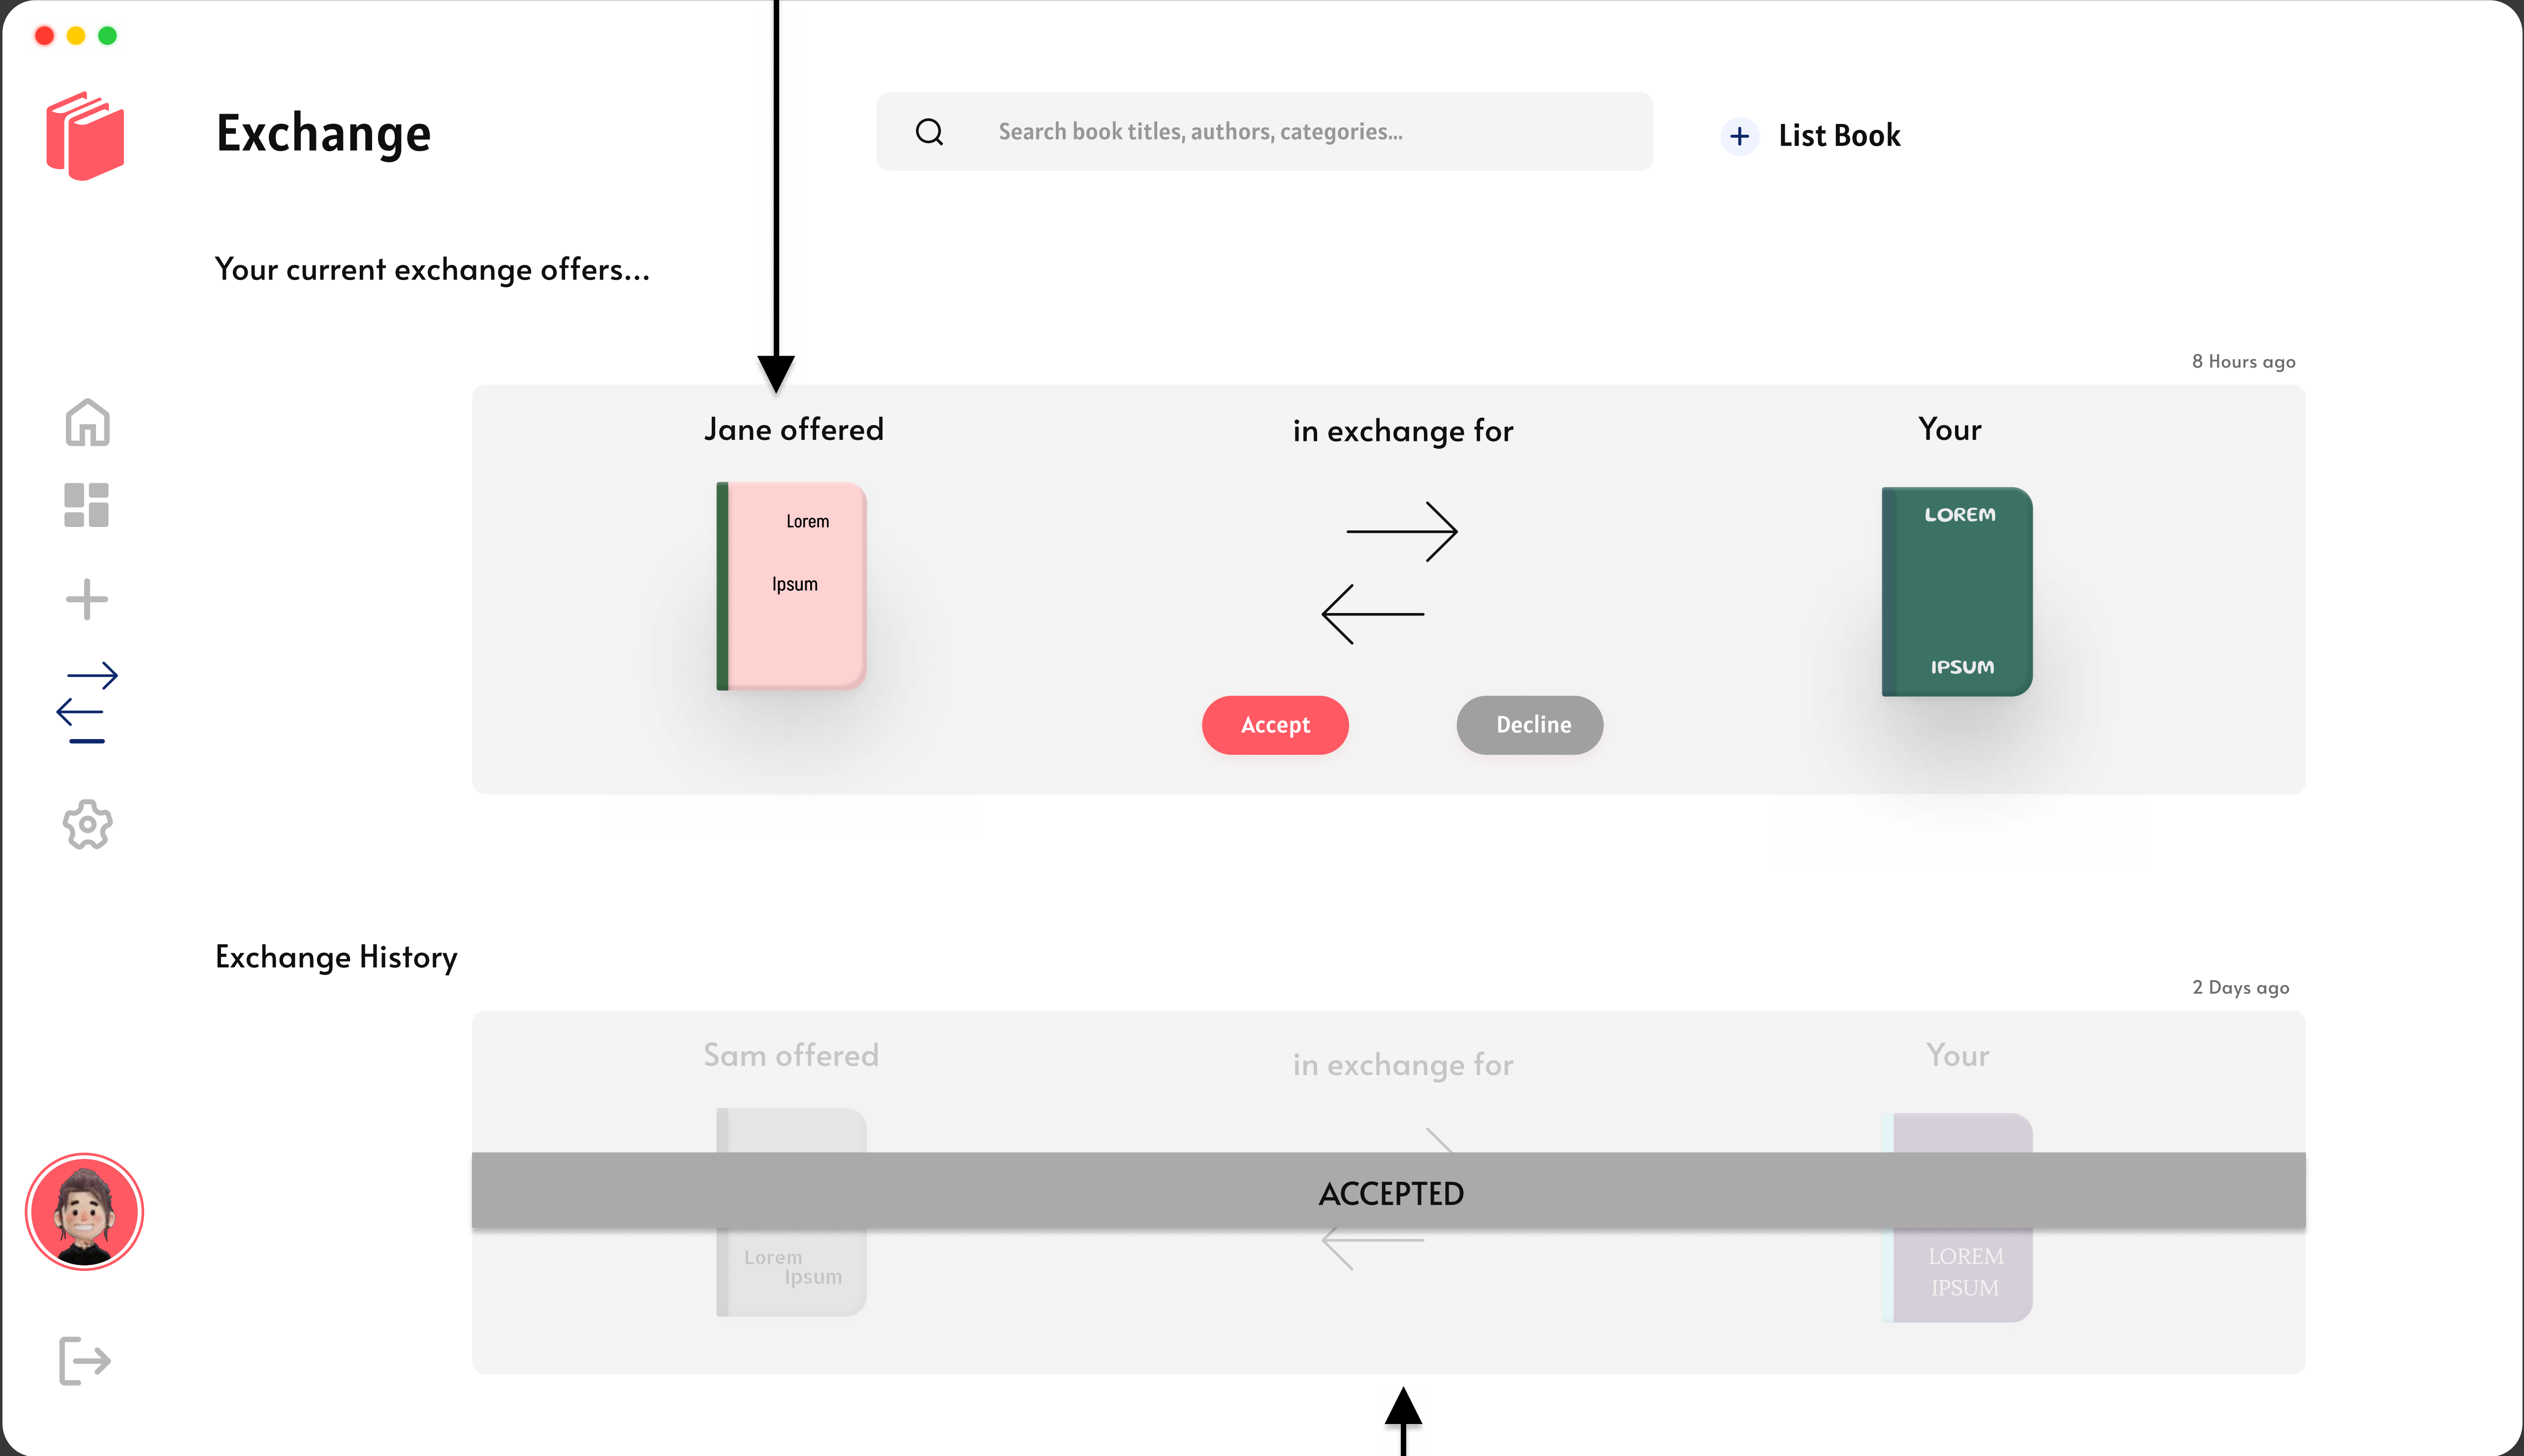 Exchange
Search book titles, authors, categories...
List Book
Your current exchange offers...
8 Hours ago
Jane offered
in exchange for
Your
Lorem
Ipsum
LOREM
IPSUM
Accept
Decline
Exchange History
2 Days ago
Sam offered
in exchange for
Your
ACCEPTED
Lorem
Ipsum
LOREM
IPSUM